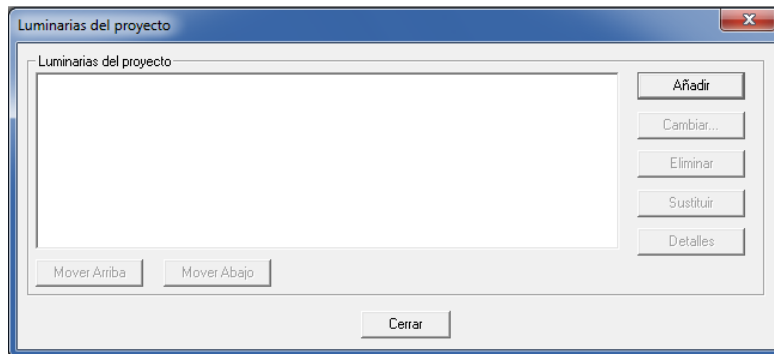 Luminarias del proyecto
Luminarias del proyecto
Añadir
Cambiar...
Eliminar
Sustituir
Detalles
Mover Arriba
Mover Abajo
Cerrar